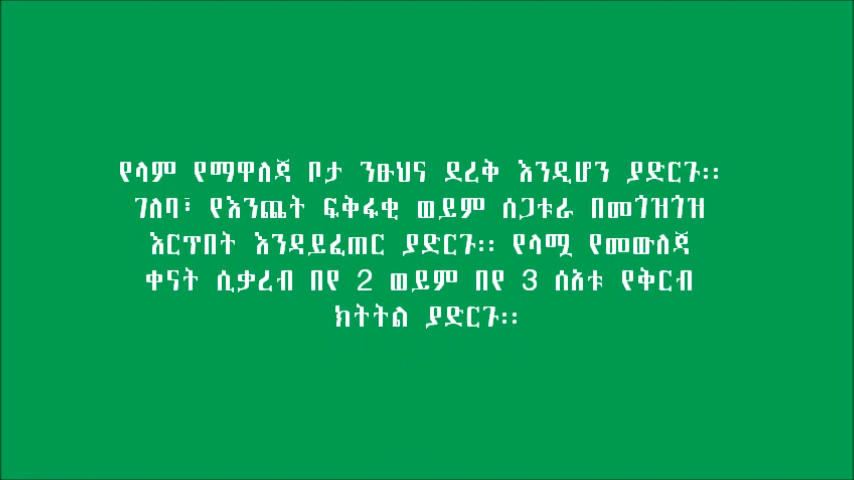 የላም የማዋለጃ ቦታ ንፁህና ደረቅ እንዲሆን ያድርጉ፡፡
ገለባ፣ የእንጨት ፍቅፋቂ ወይም ሰጋቱራ በመጎዝጎዝ
እርጥበት እንዳይፈጠር ያድርጉ፡፡ የላሟ የመውለጃ
ቀናት ሲቃረብ በየ 2 ወይም በየ 3 ሰአቱ የቅርብ
ክትትል ያድርጉ፡፡